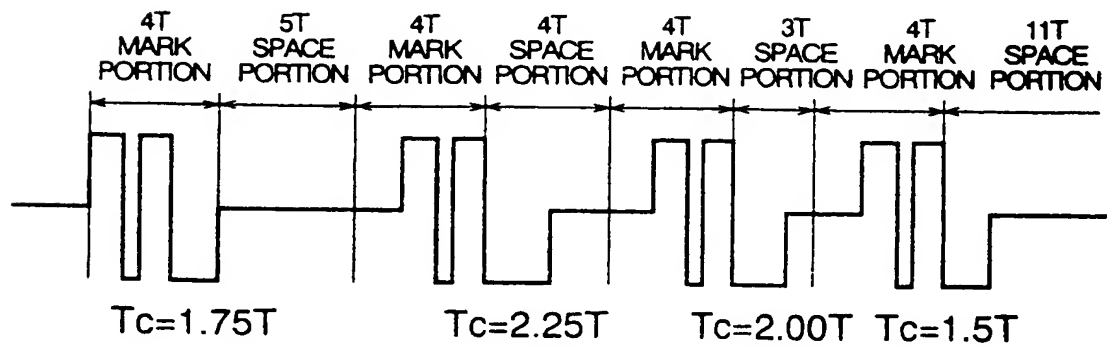 4T MARK PORTION
5T SPACE PORTION
4T MARK PORTION
4T SPACE PORTION
4T MARK PORTION
3T SPACE PORTION
4T MARK PORTION
11T SPACE PORTION
Tc=1.75T
Tc=2.25T
Tc=2.00T
Tc=1.5T